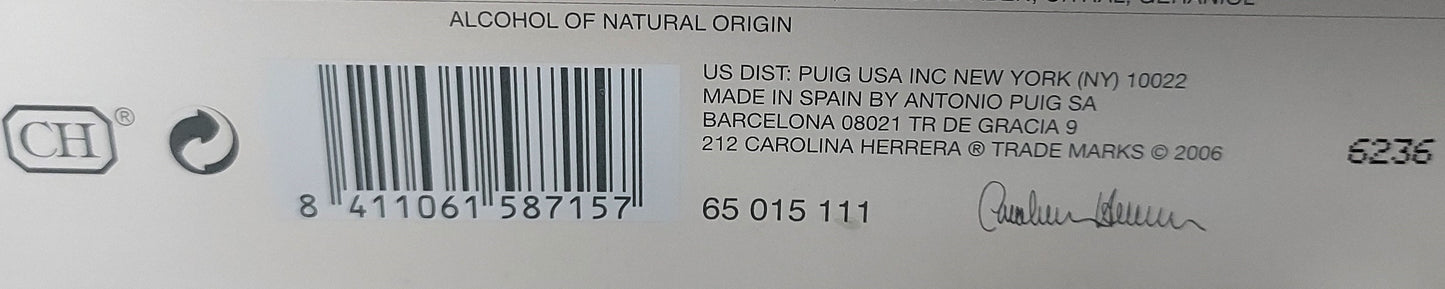 ALCOHOL OF NATURAL ORIGIN
US DIST: PUIG USA INC NEW YORK (NY) 10022
MADE IN SPAIN BY ANTONIO PUIG SA
BARCELONA 08021 TR DE GRACIA 9
212 CAROLINA HERRERA ® TRADE MARKS © 2006
6236
CH ®
8 411061 587157
65 015 111
Carolina Herrera